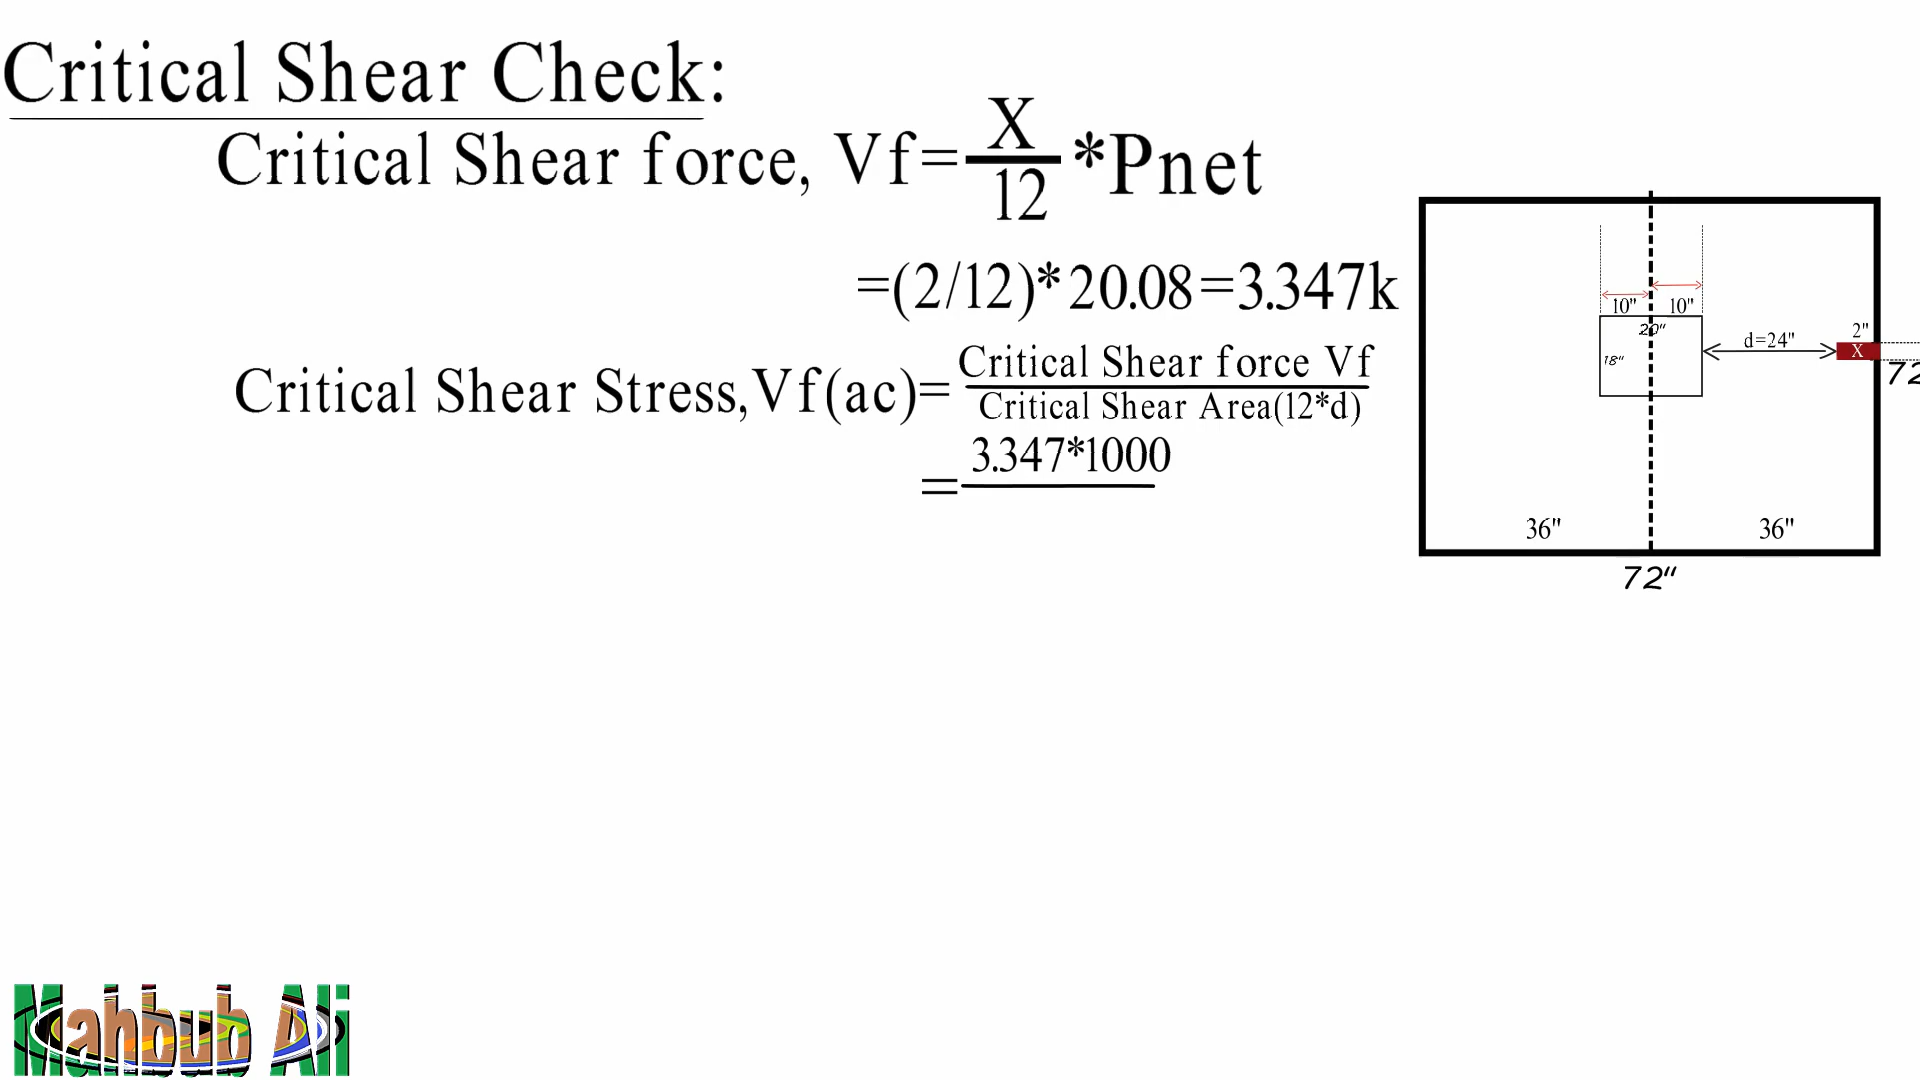 Critical Shear Check:
Critical Shear force, Vf=X/12*Pnet
=(2/12)*20.08=3.347k
Critical Shear Stress,Vf(ac)=Critical Shear force Vf
Critical Shear Area(12*d)
=3.347*1000
10" 10"
20"
18"
d=24"
2"
X
72
36" 36"
72"
Mahbub Ali